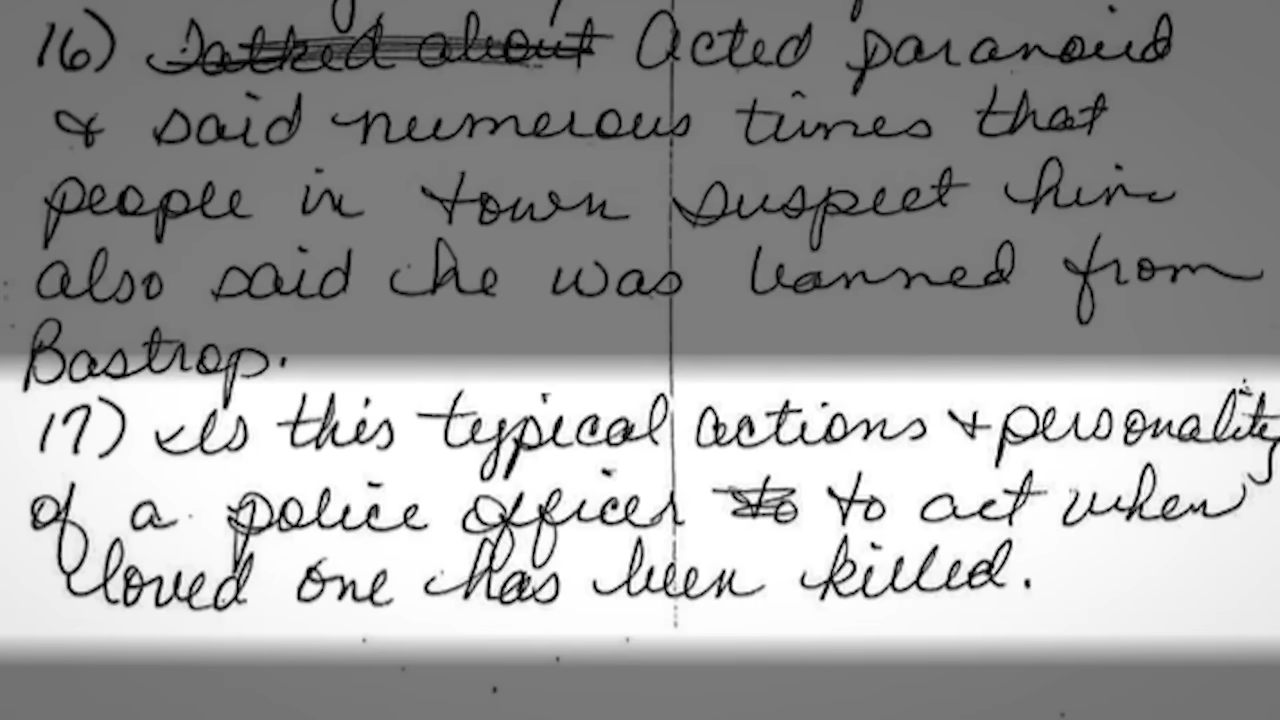 16) Talked about Acted paranoid
& said numerous times that
people in town suspect him
also said he was banned from
Bastrop.
17) Is this typical actions & personality
of a police officer to to act when
loved one has been killed.